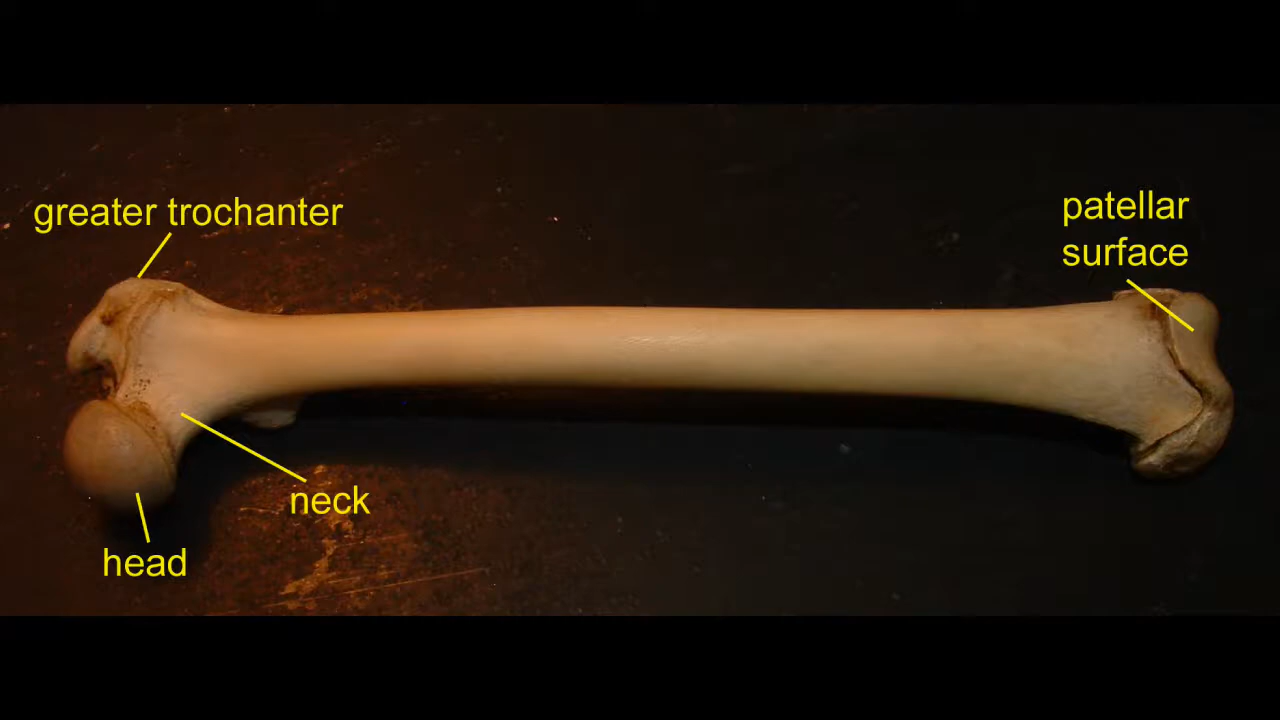 greater trochanter
patellar
surface
neck
head